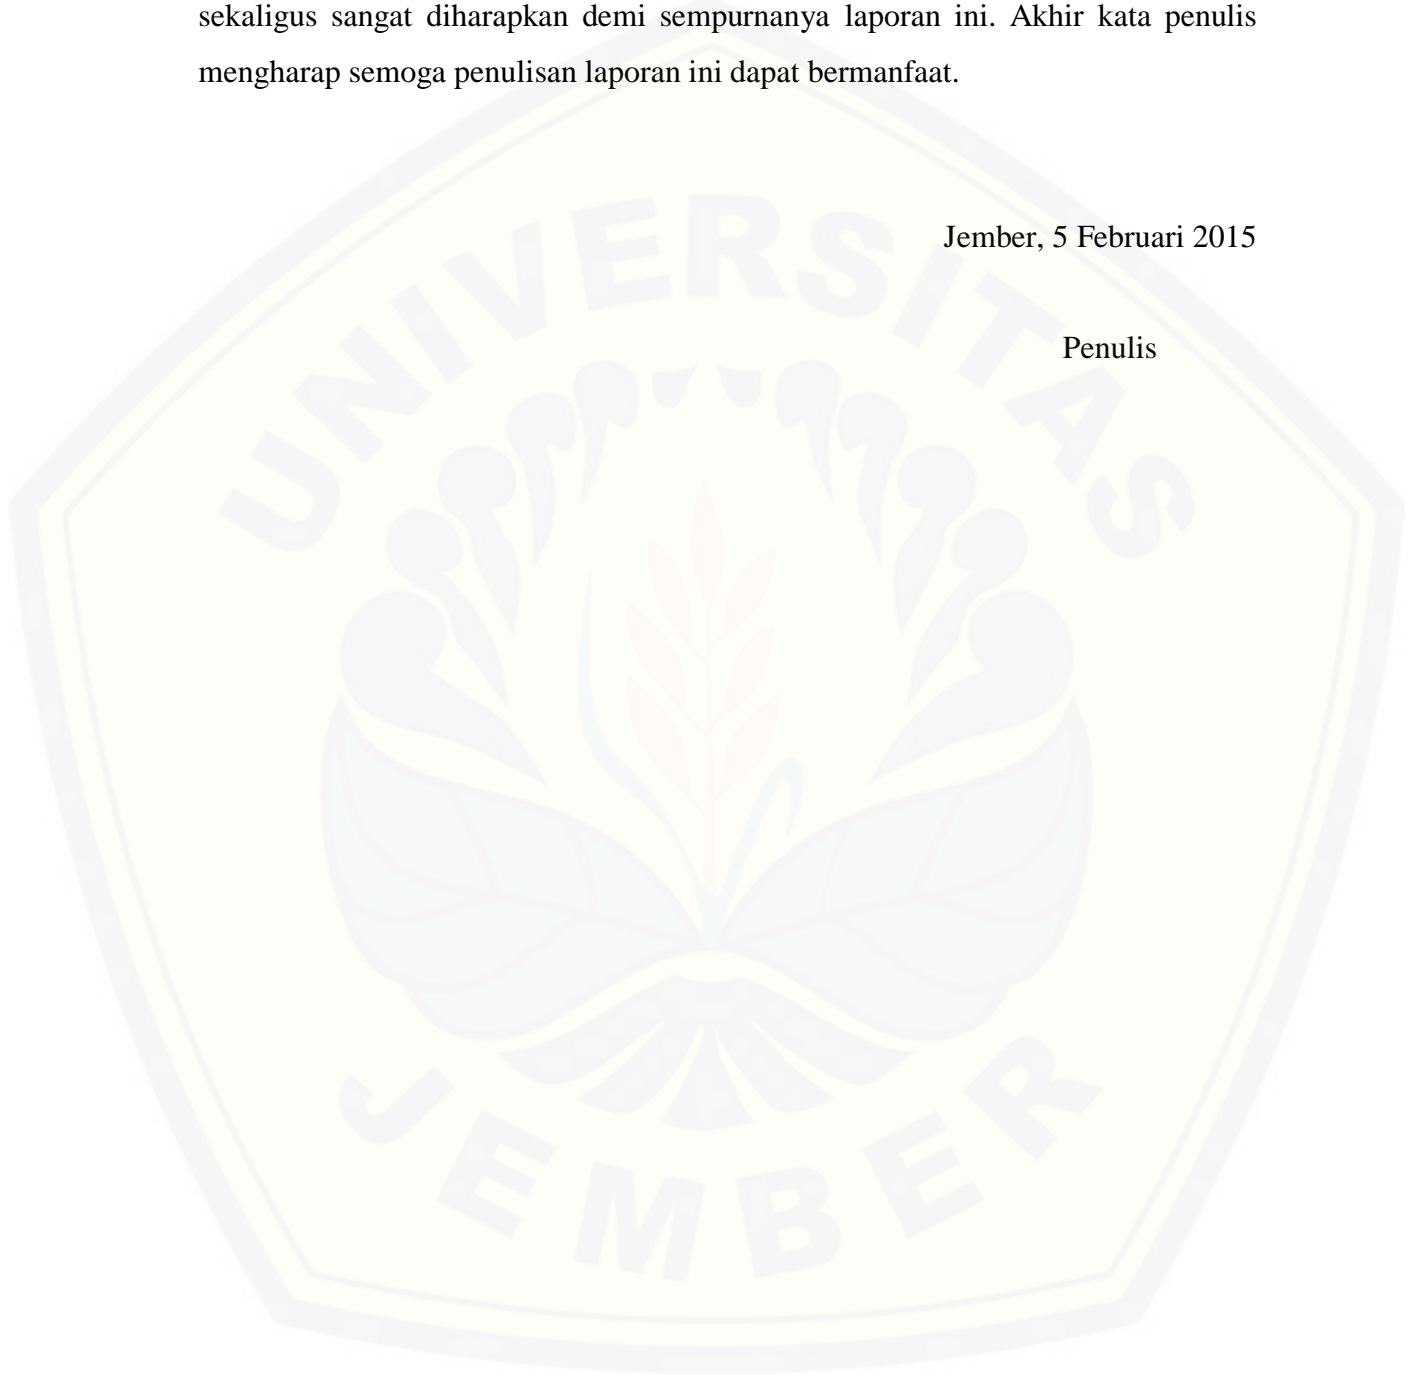 sekaligus sangat diharapkan demi sempurnanya laporan ini. Akhir kata penulis
mengharap semoga penulisan laporan ini dapat bermanfaat.
Jember, 5 Februari 2015
Penulis
UNIVERSITAS
JEMBER